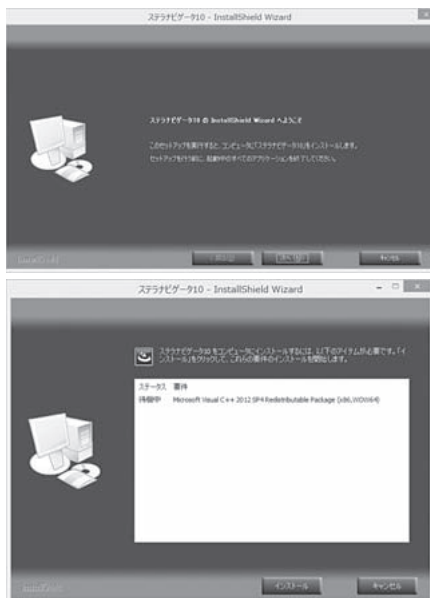 ステラナビゲータ10 - InstallShield Wizard
ステラナビゲータ10 の InstallShield Wizard へようこそ
このセットアップを実行すると、コンピュータに「ステラナビゲータ10」をインストールします。
セットアップを行う前に、起動中のすべてのアプリケーションを終了してください。
InstallShield
< 戻る(B)
次へ(N) >
キャンセル
ステラナビゲータ10 - InstallShield Wizard
ステラナビゲータ10 をコンピュータにインストールするには、以下のアイテムが必要です。「イ
ンストール」をクリックして、これらの要件のインストールを開始します。
ステータス 要件
待機中 Microsoft Visual C++ 2012 SP4 Redistributable Package (x86,WOW64)
InstallShield
インストール
キャンセル